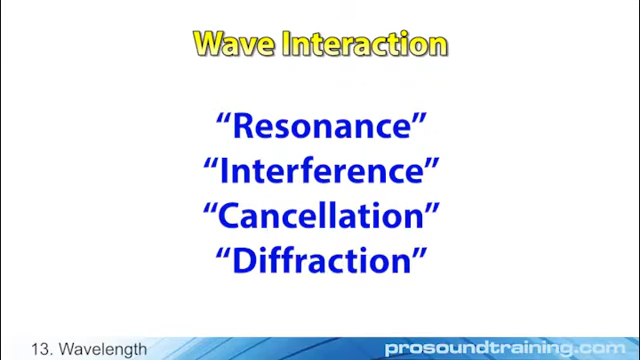 Wave Interaction
“Resonance”
“Interference”
“Cancellation”
“Diffraction”
13. Wavelength
prosoundtraining.com